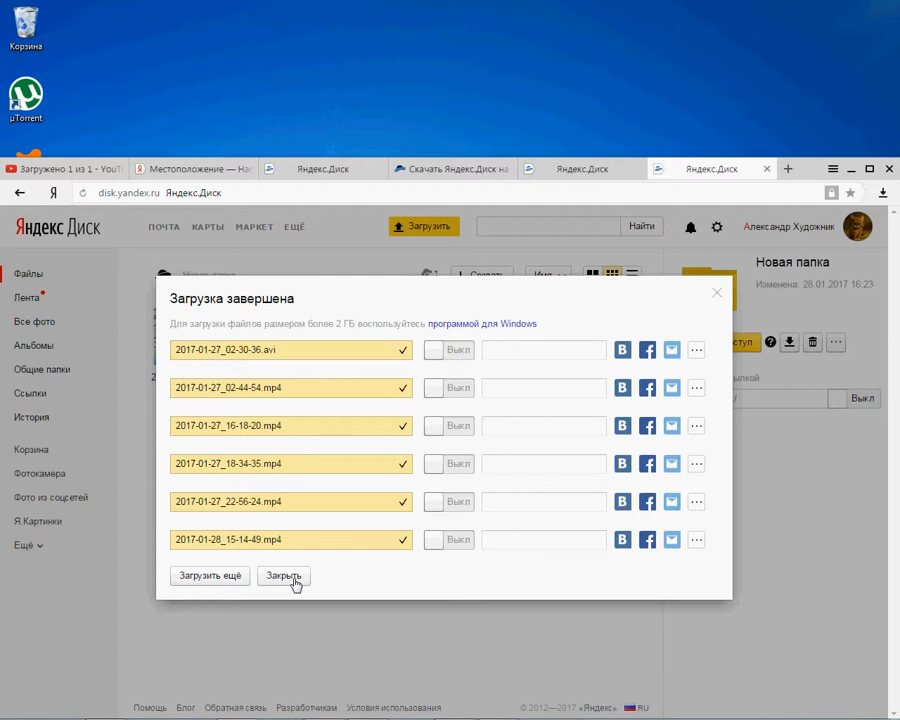 Корзина
µTorrent
Загружено 1 из 1 - YouT
Местоположение — Нас
Яндекс.Диск
Скачать Яндекс.Диск на
Яндекс.Диск
Яндекс.Диск
disk.yandex.ru Яндекс.Диск
Яндекс Диск
ПОЧТА КАРТЫ МАРКЕТ ЕЩЁ
Загрузить
Найти
Александр Художник
Файлы
Лента
Все фото
Альбомы
Общие папки
Ссылки
История
Корзина
Фотокамера
Фото из соцсетей
Я.Картинки
Ещё
Новая папка
Изменена: 28.01.2017 16:23
Выкл
Загрузка завершена
Для загрузки файлов размером более 2 ГБ воспользуйтесь программой для Windows
2017-01-27_02-30-36.avi Выкл
2017-01-27_02-44-54.mp4 Выкл
2017-01-27_16-18-20.mp4 Выкл
2017-01-27_18-34-35.mp4 Выкл
2017-01-27_22-56-24.mp4 Выкл
2017-01-28_15-14-49.mp4 Выкл
Загрузить ещё Закрыть
Помощь Блог Обратная связь Разработчикам Условия использования
© 2012—2017 «Яндекс» RU